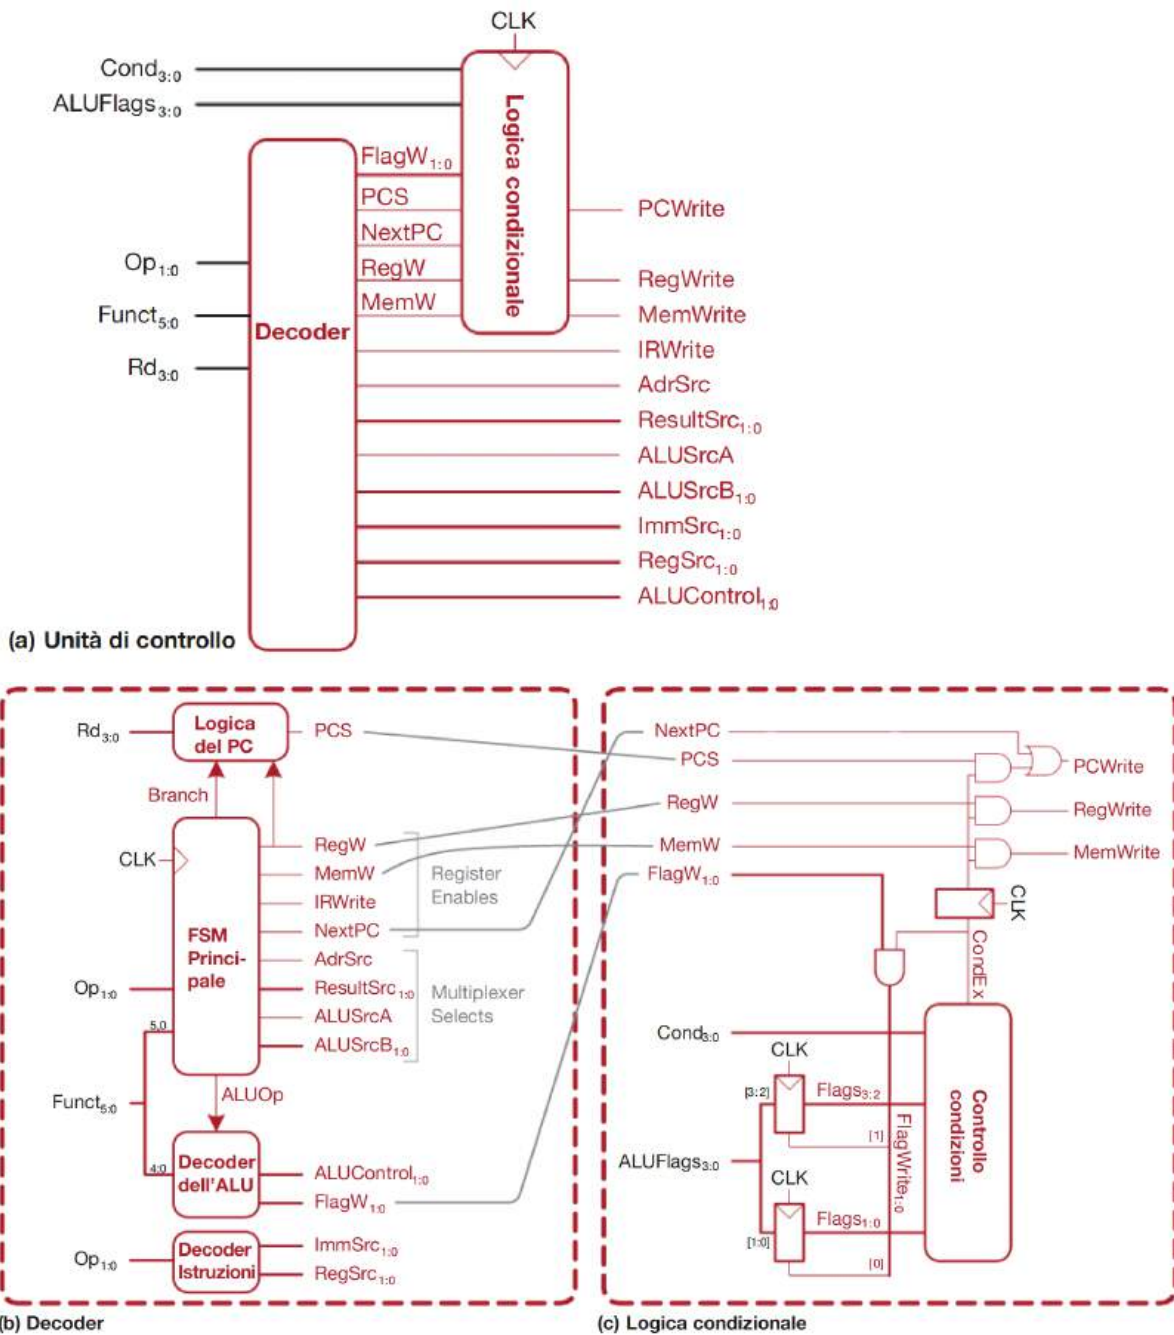 CLK
Cond3:0
ALUFlags3:0
Logica condizionale
FlagW1:0
PCS
PCWrite
NextPC
Op1:0
RegW
RegWrite
Funct5:0
MemW
MemWrite
Decoder
IRWrite
Rd3:0
AdrSrc
ResultSrc1:0
ALUSrcA
ALUSrcB1:0
ImmSrc1:0
RegSrc1:0
ALUControl1:0
(a) Unità di controllo
Rd3:0
Logica
del PC
PCS
Branch
CLK
RegW
MemW
IRWrite
NextPC
Register
Enables
FSM
Princi-
pale
AdrSrc
Op1:0
ResultSrc1:0
ALUSrcA
ALUSrcB1:0
Multiplexer
Selects
5,0
Funct5:0
ALUOp
4:0
Decoder
dell'ALU
ALUControl1:0
FlagW1:0
Op1:0
Decoder
Istruzioni
ImmSrc1:0
RegSrc1:0
(b) Decoder
NextPC
PCS
PCWrite
RegW
RegWrite
MemW
MemWrite
FlagW1:0
CLK
CondEx
Cond3:0
CLK
[3:2]
Flags3:2
[1]
FlagWrite1:0
Controllo
condizioni
ALUFlags3:0
CLK
[1:0]
Flags1:0
[0]
(c) Logica condizionale